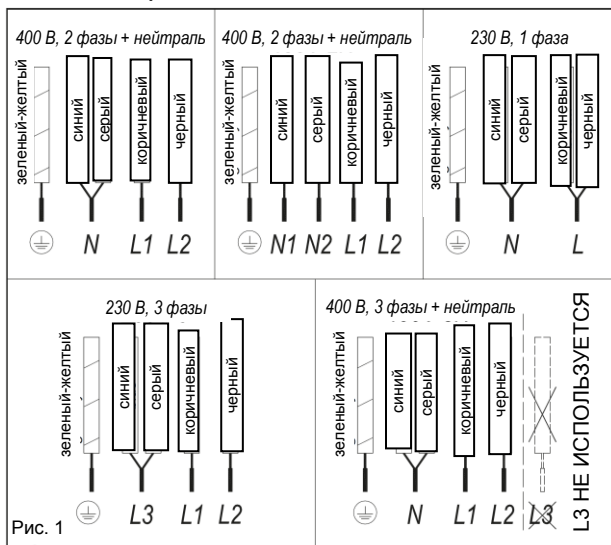 400 В, 2 фазы + нейтраль
зеленый-желтый
синий
серый
коричневый
черный
N L1 L2
400 В, 2 фазы + нейтраль
зеленый-желтый
синий
серый
коричневый
черный
N1 N2 L1 L2
230 В, 1 фаза
зеленый-желтый
синий
серый
коричневый
черный
N L
230 В, 3 фазы
зеленый-желтый
синий
серый
коричневый
черный
L3 L1 L2
400 В, 3 фазы + нейтраль
зеленый-желтый
синий
серый
коричневый
черный
N L1 L2 L3
L3 НЕ ИСПОЛЬЗУЕТСЯ
Рис. 1